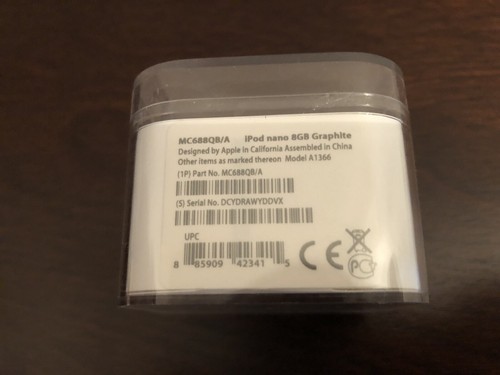 MC688QB/A iPod nano 8GB Graphite
Designed by Apple in California Assembled in China
Other items as marked thereon Model A1366
(1P) Part No. MC688QB/A
(S) Serial No. DCYDRAWYDDVX
UPC
8 85909 42341 5
CE
PC